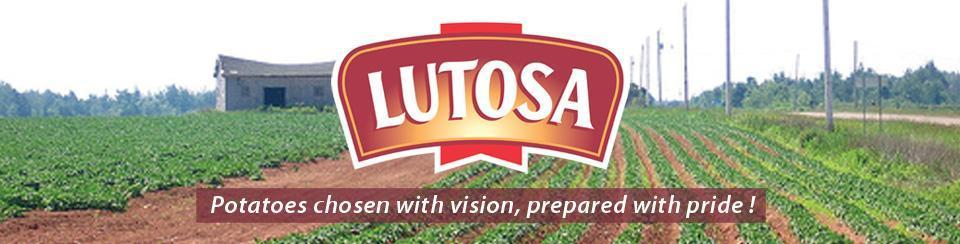 LUTOSA
Potatoes chosen with vision, prepared with pride !